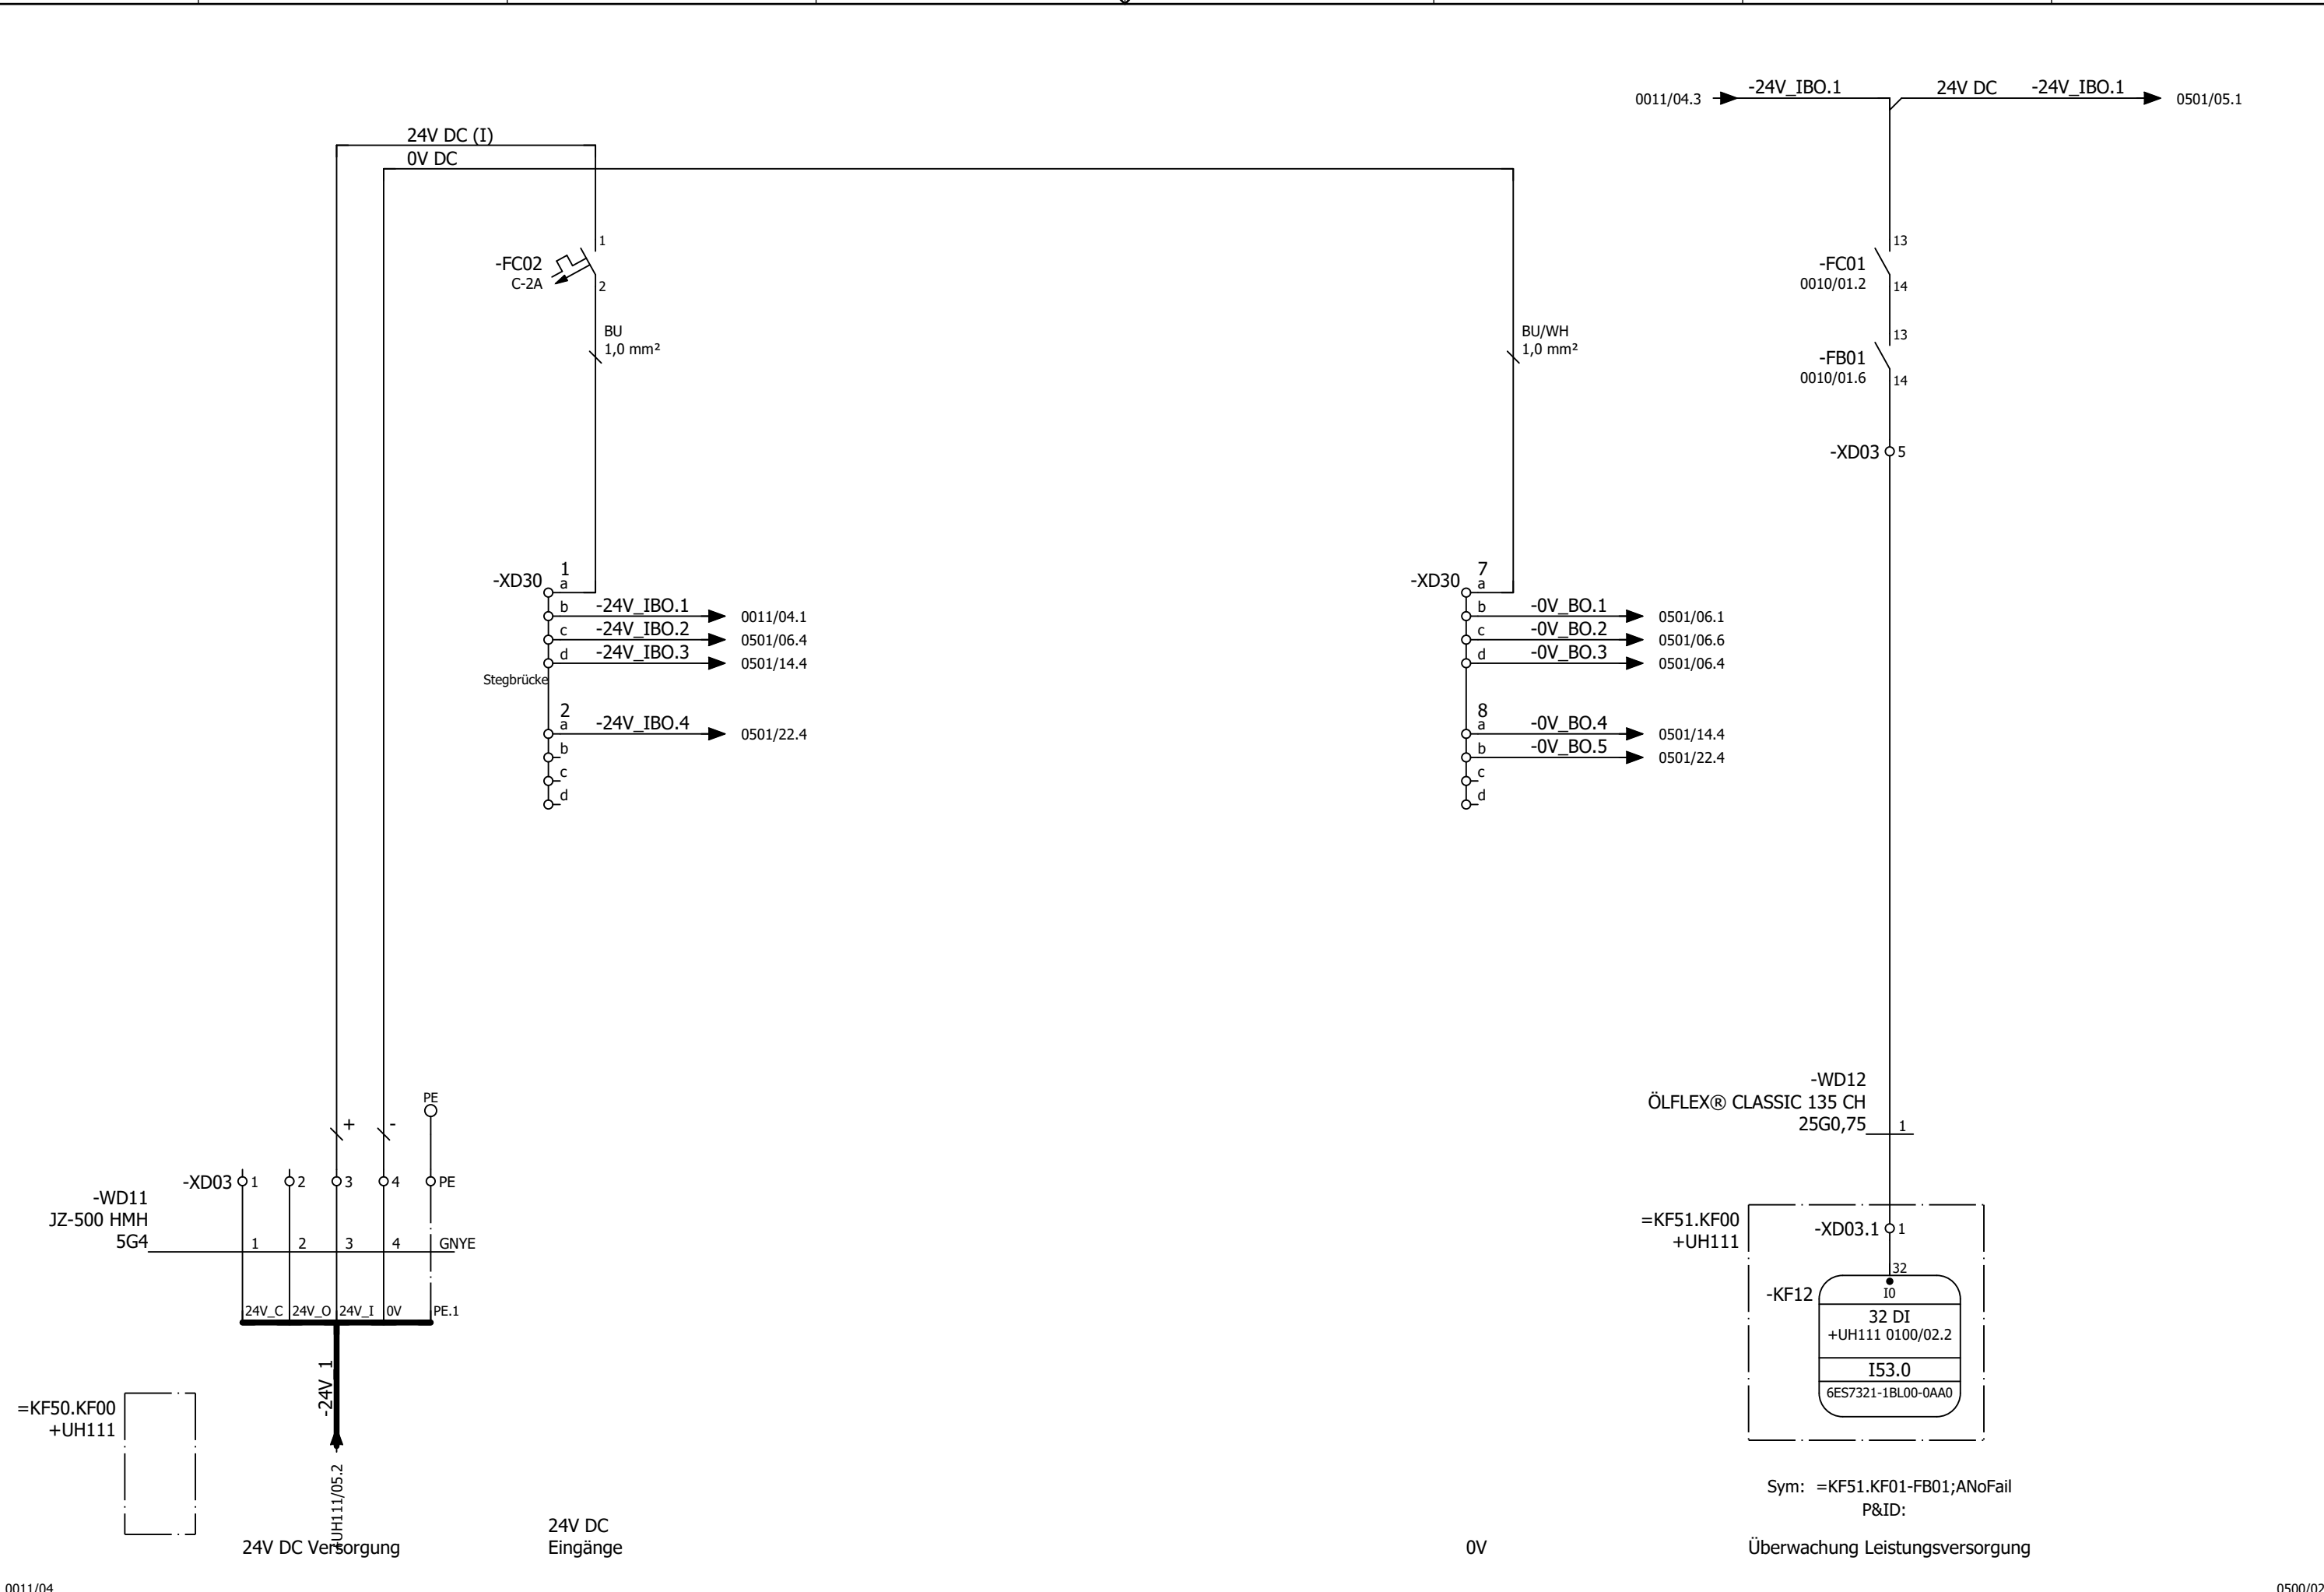 -24V_IBO.1
24V DC
-24V_IBO.1
0011/04.3
0501/05.1
24V DC (I)
0V DC
1
-FC02
C-2A
2
13
-FC01
0010/01.2
14
BU
1,0 mm²
BU/WH
1,0 mm²
13
-FB01
0010/01.6
14
-XD03
5
1
-XD30
a
b
-24V_IBO.1
0011/04.1
c
-24V_IBO.2
0501/06.4
d
-24V_IBO.3
0501/14.4
Stegbrücke
2
a
-24V_IBO.4
0501/22.4
b
c
d
7
-XD30
a
b
-0V_BO.1
0501/06.1
c
-0V_BO.2
0501/06.6
d
-0V_BO.3
0501/06.4
8
a
-0V_BO.4
0501/14.4
b
-0V_BO.5
0501/22.4
c
d
-WD12
ÖLFLEX® CLASSIC 135 CH
25G0,75
1
PE
+
-
-XD03
1
2
3
4
PE
-WD11
JZ-500 HMH
5G4
1
2
3
4
GNYE
24V_C
24V_O
24V_I
0V
PE.1
-24V_1
+UH111/05.2
=KF50.KF00
+UH111
=KF51.KF00
+UH111
-XD03.1
1
32
-KF12
I0
32 DI
+UH111 0100/02.2
I53.0
6ES7321-1BL00-0AA0
Sym: =KF51.KF01-FB01;ANoFail
P&ID:
24V DC Versorgung
24V DC
Eingänge
0V
Überwachung Leistungsversorgung
0011/04
0500/02